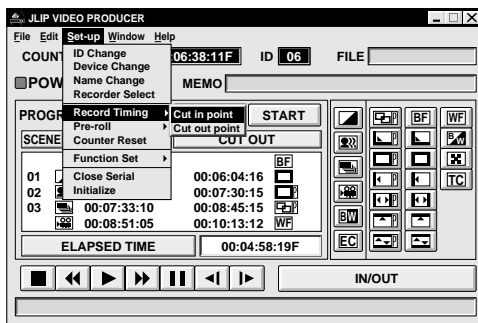 JLIP VIDEO PRODUCER
File Edit Set-up Window Help
COUNT 06:38:11F ID 06 FILE
POW MEMO
ID Change
Device Change
Name Change
Recorder Select
Record Timing
Pre-roll
Counter Reset
Function Set
Close Serial
Initialize
Cut in point
Cut out point
PROGR START
SCENE CUT OUT
BF
01 00:06:04:16
02 00:07:30:15 P
03 00:07:33:10 00:08:45:15 P
00:08:51:05 00:10:13:12 WF
ELAPSED TIME 00:04:58:19F
P BF WF
P B/W
P
P TC
P
BW P
EC P
IN/OUT